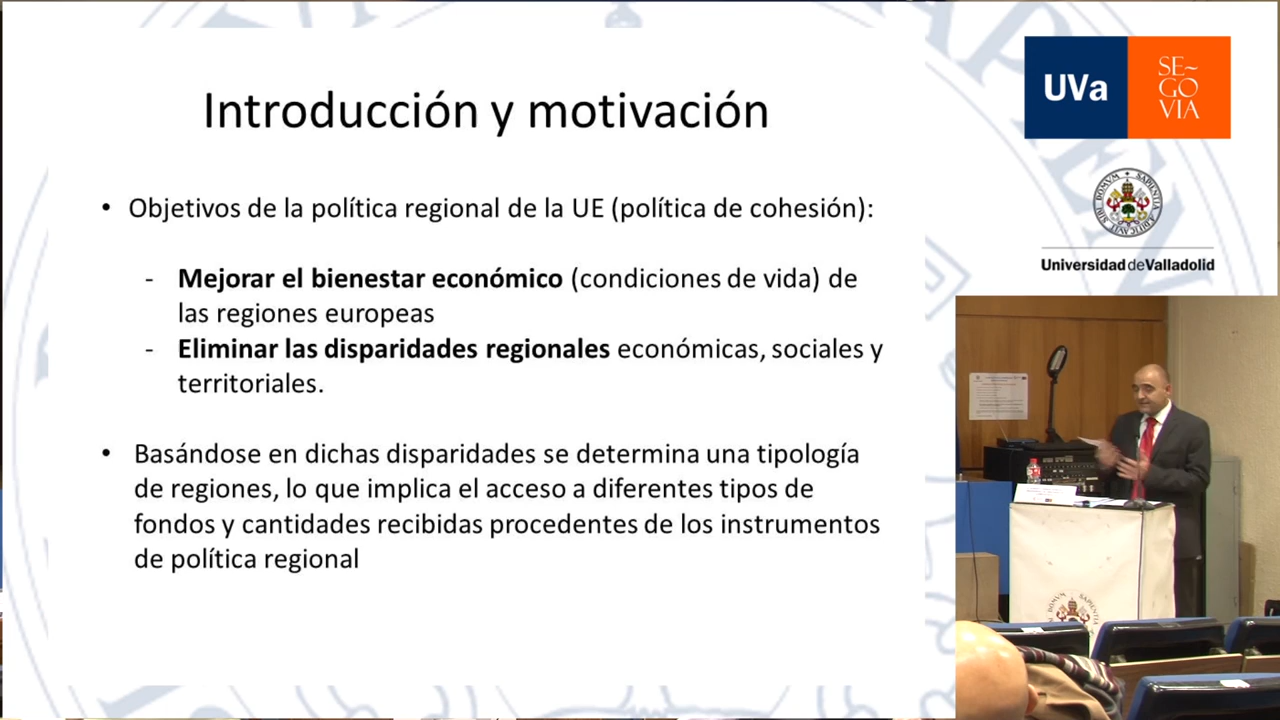 Introducción y motivación
• Objetivos de la política regional de la UE (política de cohesión):
- Mejorar el bienestar económico (condiciones de vida) de
las regiones europeas
- Eliminar las disparidades regionales económicas, sociales y
territoriales.
• Basándose en dichas disparidades se determina una tipología
de regiones, lo que implica el acceso a diferentes tipos de
fondos y cantidades recibidas procedentes de los instrumentos
de política regional
UVa
SE~
GO
VIA
Universidad de Valladolid